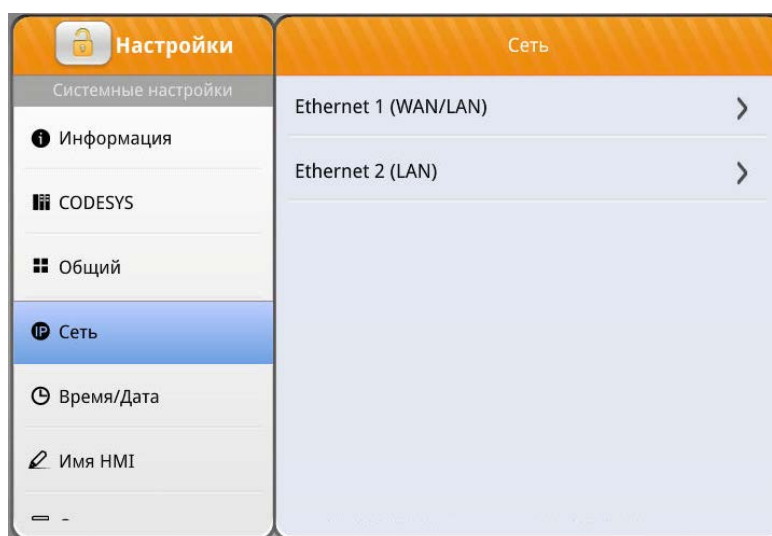 Настройки
Системные настройки
Информация
CODESYS
Общий
Сеть
Время/Дата
Имя HMI
Сеть
Ethernet 1 (WAN/LAN)
Ethernet 2 (LAN)